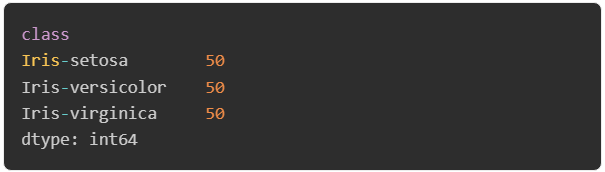 class
Iris-setosa        50
Iris-versicolor    50
Iris-virginica     50
dtype: int64